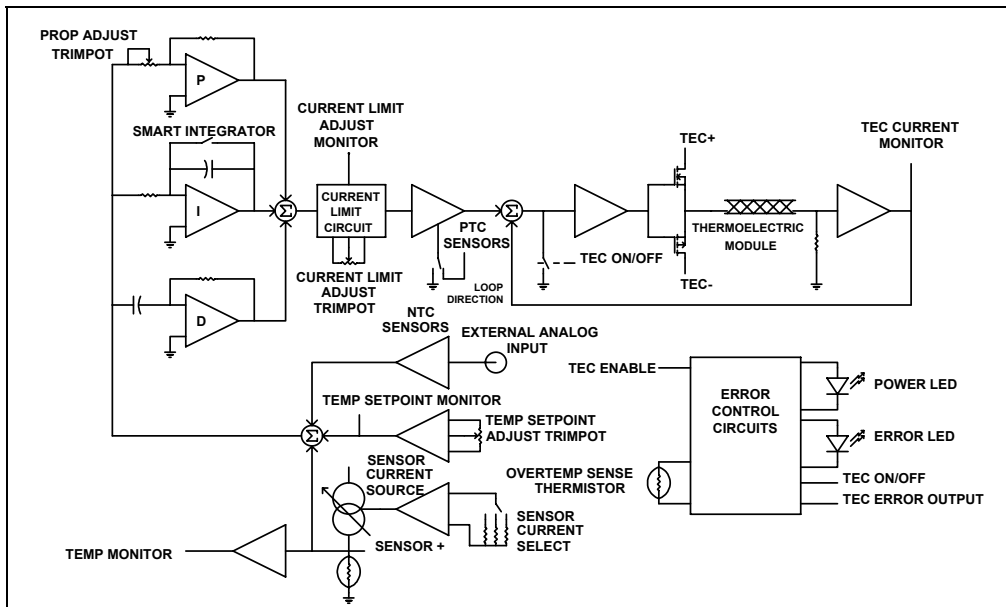 PROP ADJUST
TRIMPOT
P
SMART INTEGRATOR
I
D
Σ
CURRENT LIMIT
ADJUST
MONITOR
CURRENT
LIMIT
CIRCUIT
CURRENT LIMIT
ADJUST
TRIMPOT
PTC
SENSORS
NTC
SENSORS
LOOP
DIRECTION
Σ
TEC ON/OFF
TEC+
TEC-
THERMOELECTRIC
MODULE
TEC CURRENT
MONITOR
EXTERNAL ANALOG
INPUT
TEMP SETPOINT MONITOR
Σ
TEMP SETPOINT
ADJUST TRIMPOT
SENSOR
CURRENT
SOURCE
SENSOR +
SENSOR
CURRENT
SELECT
TEMP MONITOR
TEC ENABLE
ERROR
CONTROL
CIRCUITS
OVERTEMP SENSE
THERMISTOR
POWER LED
ERROR LED
TEC ON/OFF
TEC ERROR OUTPUT